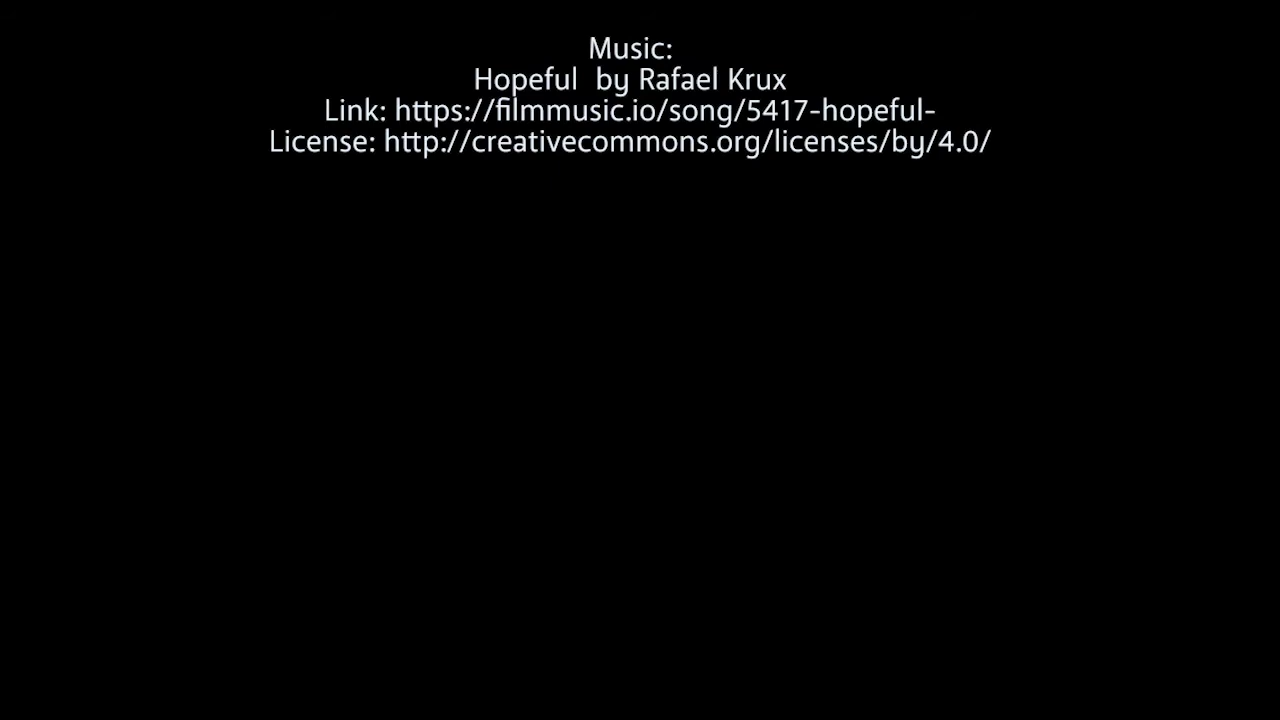 Music:
Hopeful  by Rafael Krux
Link: https://filmmusic.io/song/5417-hopeful-
License: http://creativecommons.org/licenses/by/4.0/